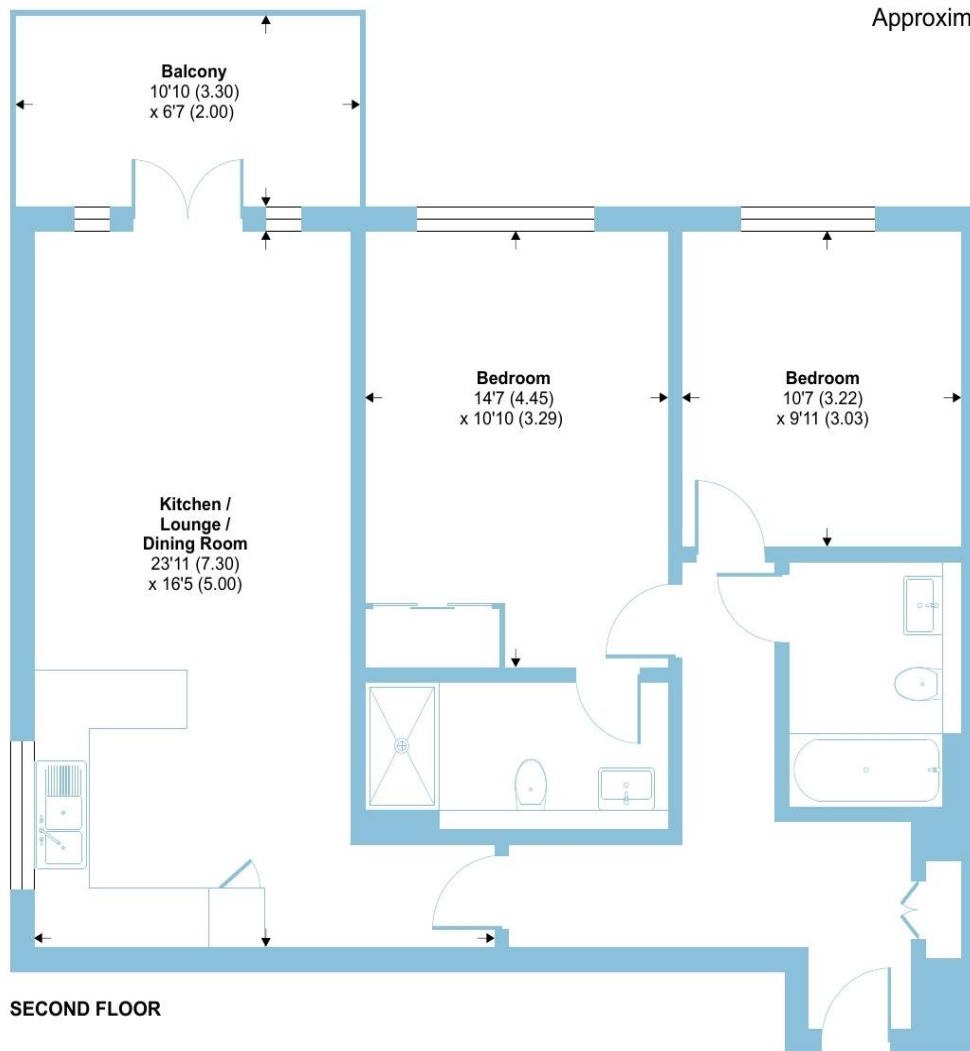 Approxim
Balcony
10'10 (3.30)
x 6'7 (2.00)
Bedroom
14'7 (4.45)
x 10'10 (3.29)
Bedroom
10'7 (3.22)
x 9'11 (3.03)
Kitchen /
Lounge /
Dining Room
23'11 (7.30)
x 16'5 (5.00)
SECOND FLOOR